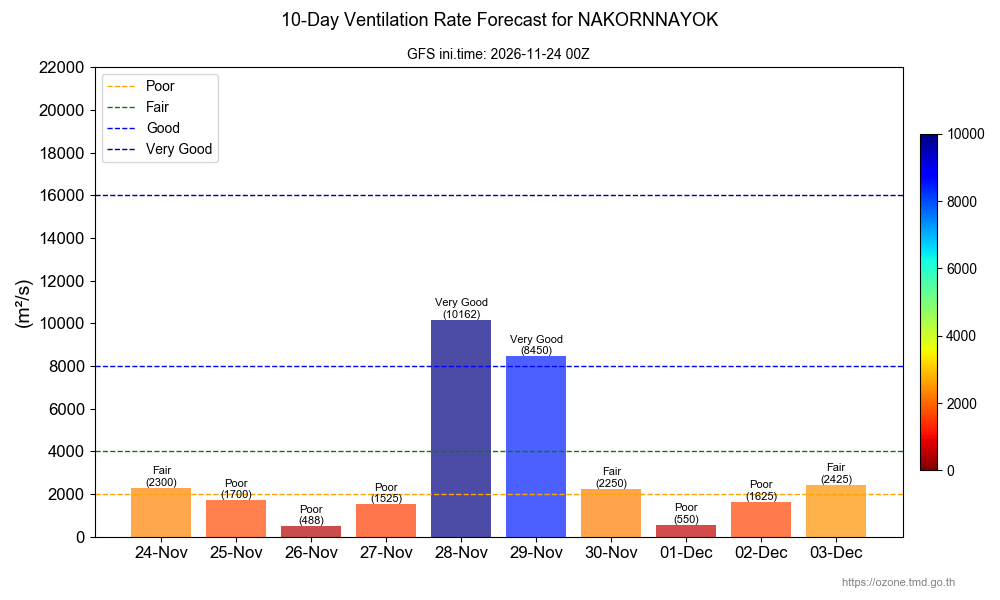 10-Day Ventilation Rate Forecast for NAKORNNAYOK
GFS ini.time: 2026-11-24 00Z
(m²/s)
22000
20000
18000
16000
14000
12000
10000
8000
6000
4000
2000
0
Poor
Fair
Good
Very Good
Fair
(2300)
Poor
(1700)
Poor
(488)
Poor
(1525)
Very Good
(10162)
Very Good
(8450)
Fair
(2250)
Poor
(550)
Poor
(1625)
Fair
(2425)
24-Nov
25-Nov
26-Nov
27-Nov
28-Nov
29-Nov
30-Nov
01-Dec
02-Dec
03-Dec
10000
8000
6000
4000
2000
0
https://ozone.tmd.go.th